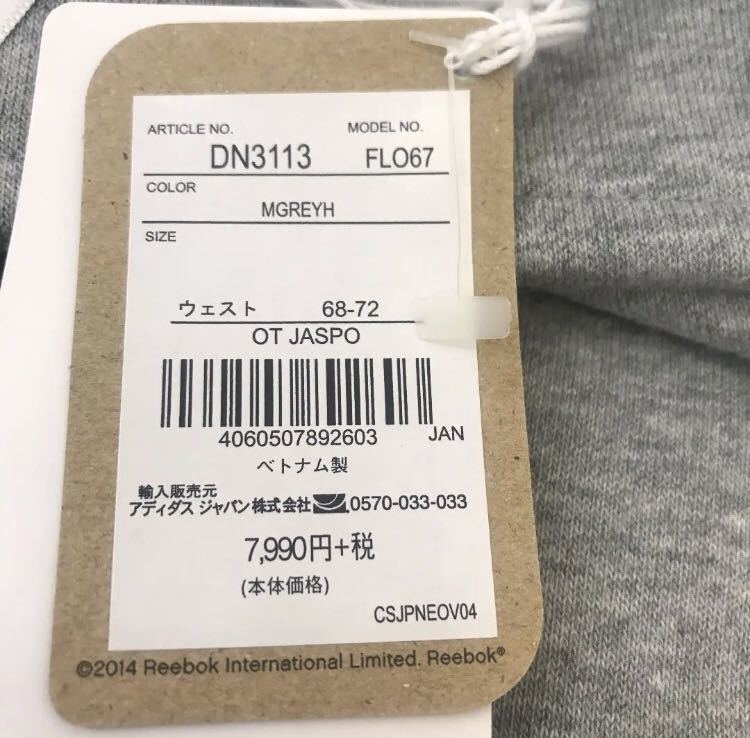 ARTICLE NO. MODEL NO.
DN3113 FLO67
COLOR
MGREYH
SIZE
ウェスト 68-72
OT JASPO
4060507892603 JAN
ベトナム製
輸入販売元
アディダス ジャパン株式会社 0570-033-033
7,990円+税
(本体価格)
CSJPNEOV04
©2014 Reebok International Limited. Reebok®